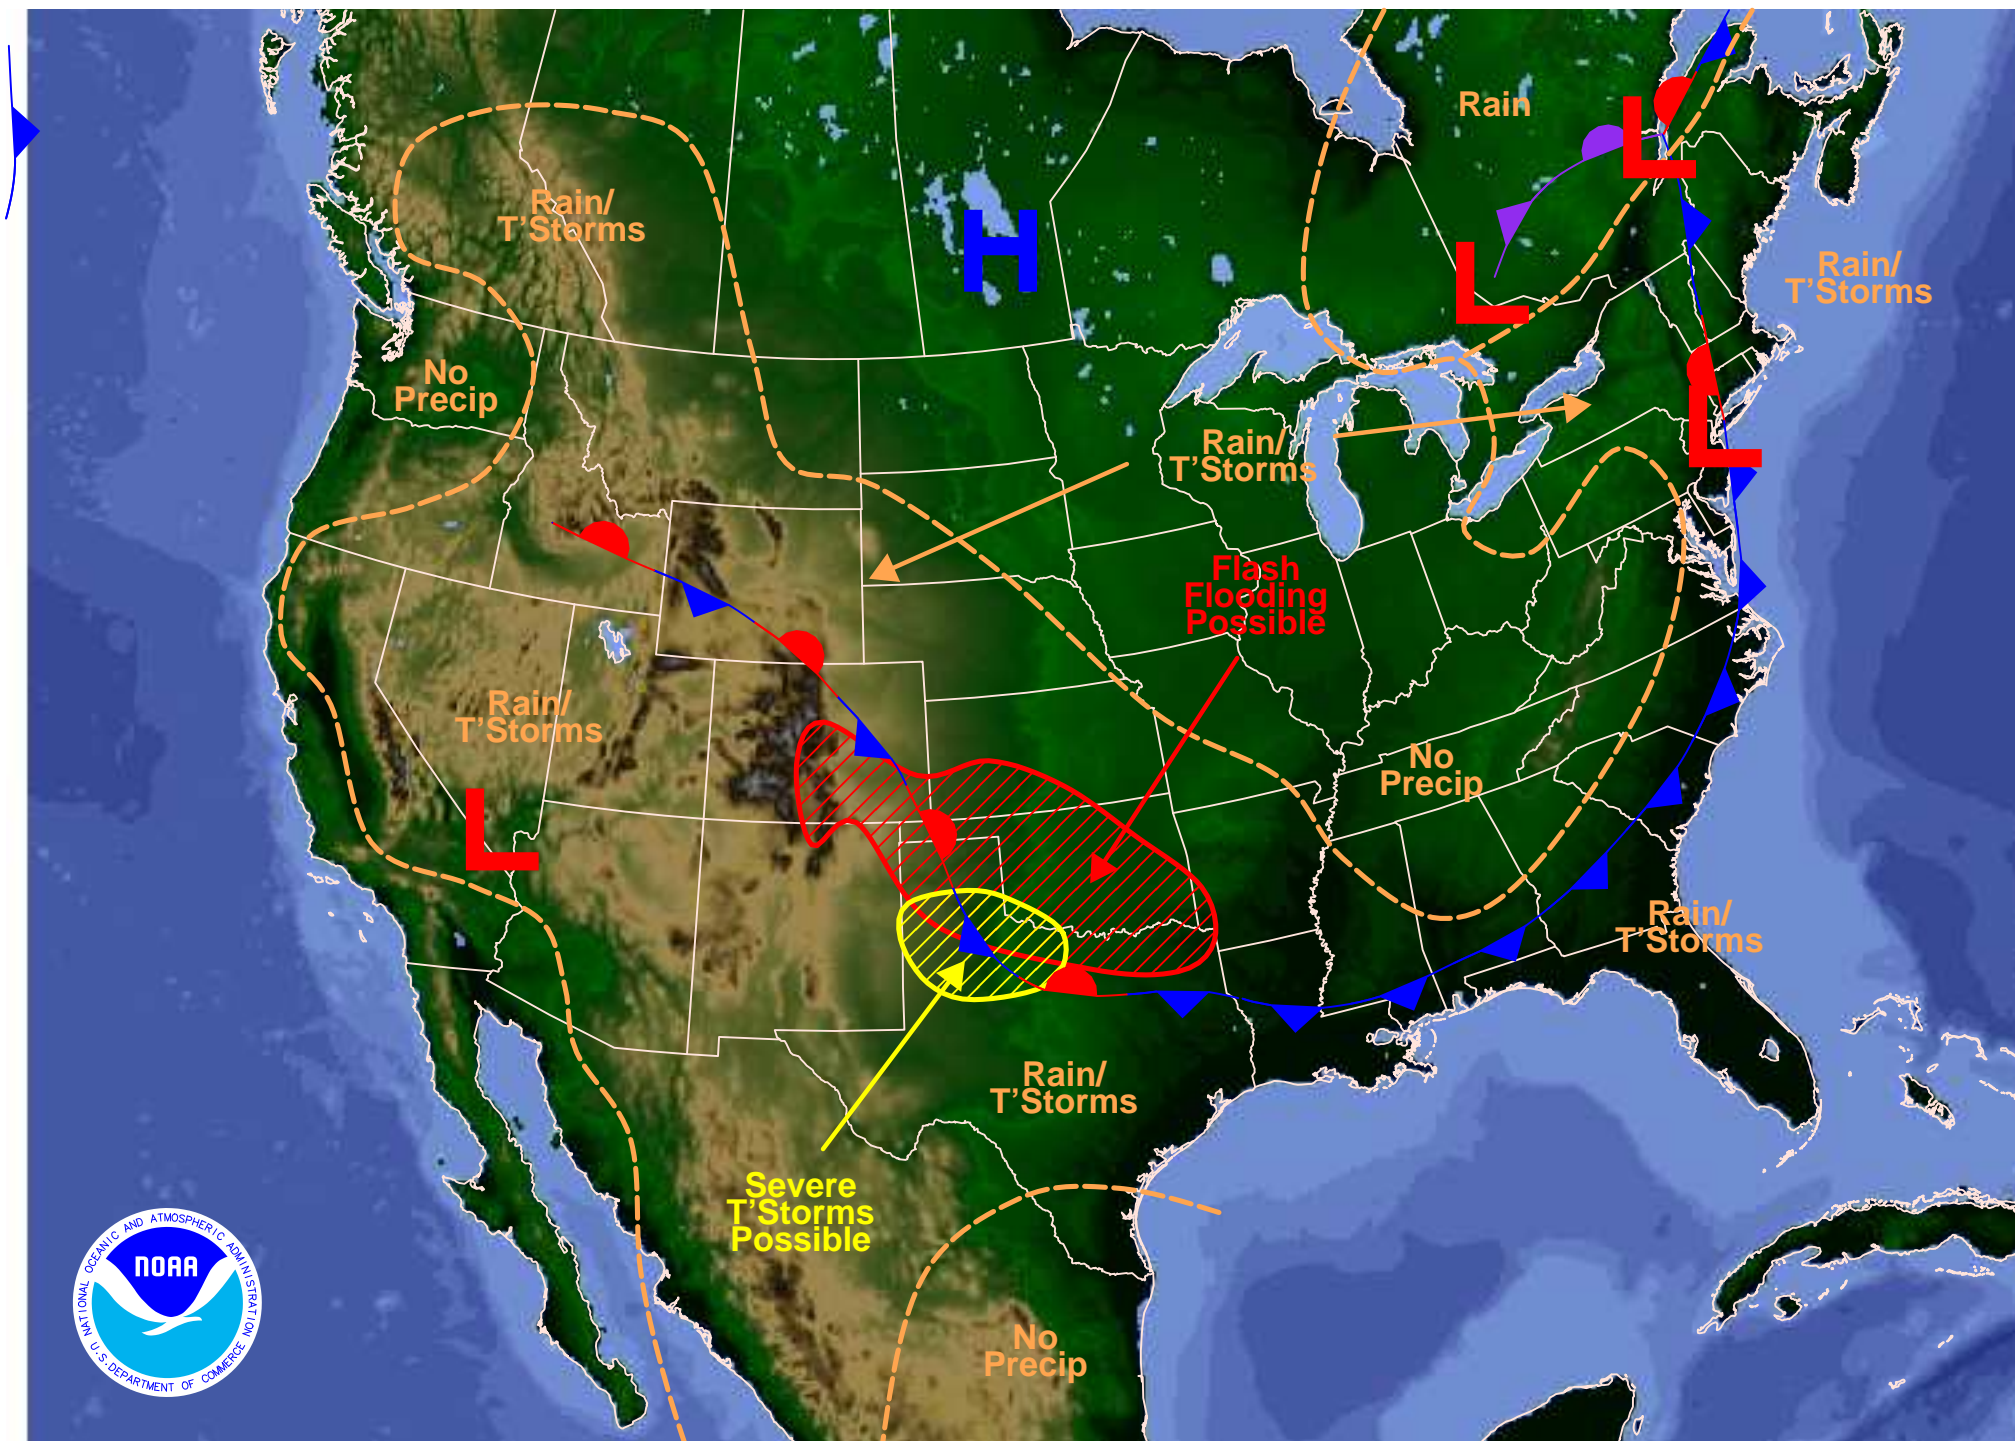 Rain
Rain/
T'Storms
H
L
Rain/
T'Storms
L
No
Precip
L
Rain/
T'Storms
Flash
Flooding
Possible
Rain/
T'Storms
No
Precip
L
Rain/
T'Storms
Rain/
T'Storms
Severe
T'Storms
Possible
No
Precip
NATIONAL OCEANIC AND ATMOSPHERIC ADMINISTRATION
NOAA
U.S. DEPARTMENT OF COMMERCE